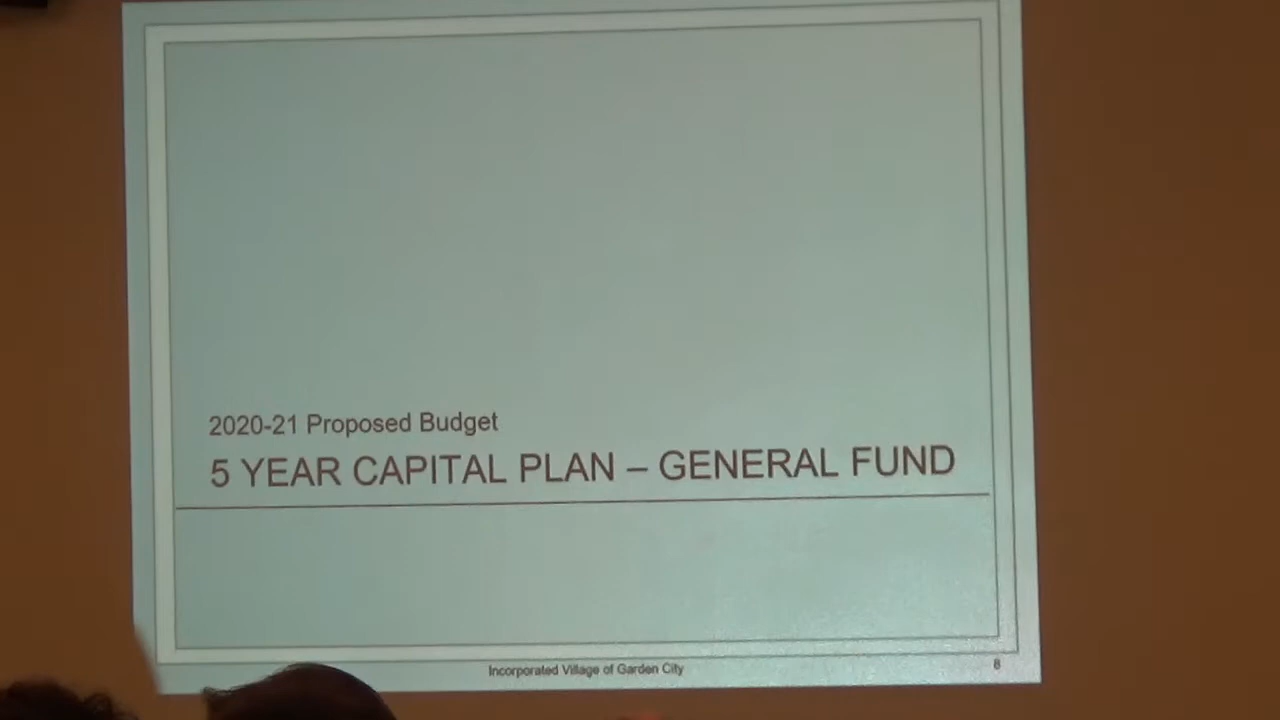 2020-21 Proposed Budget
5 YEAR CAPITAL PLAN – GENERAL FUND
Incorporated Village of Garden City
8